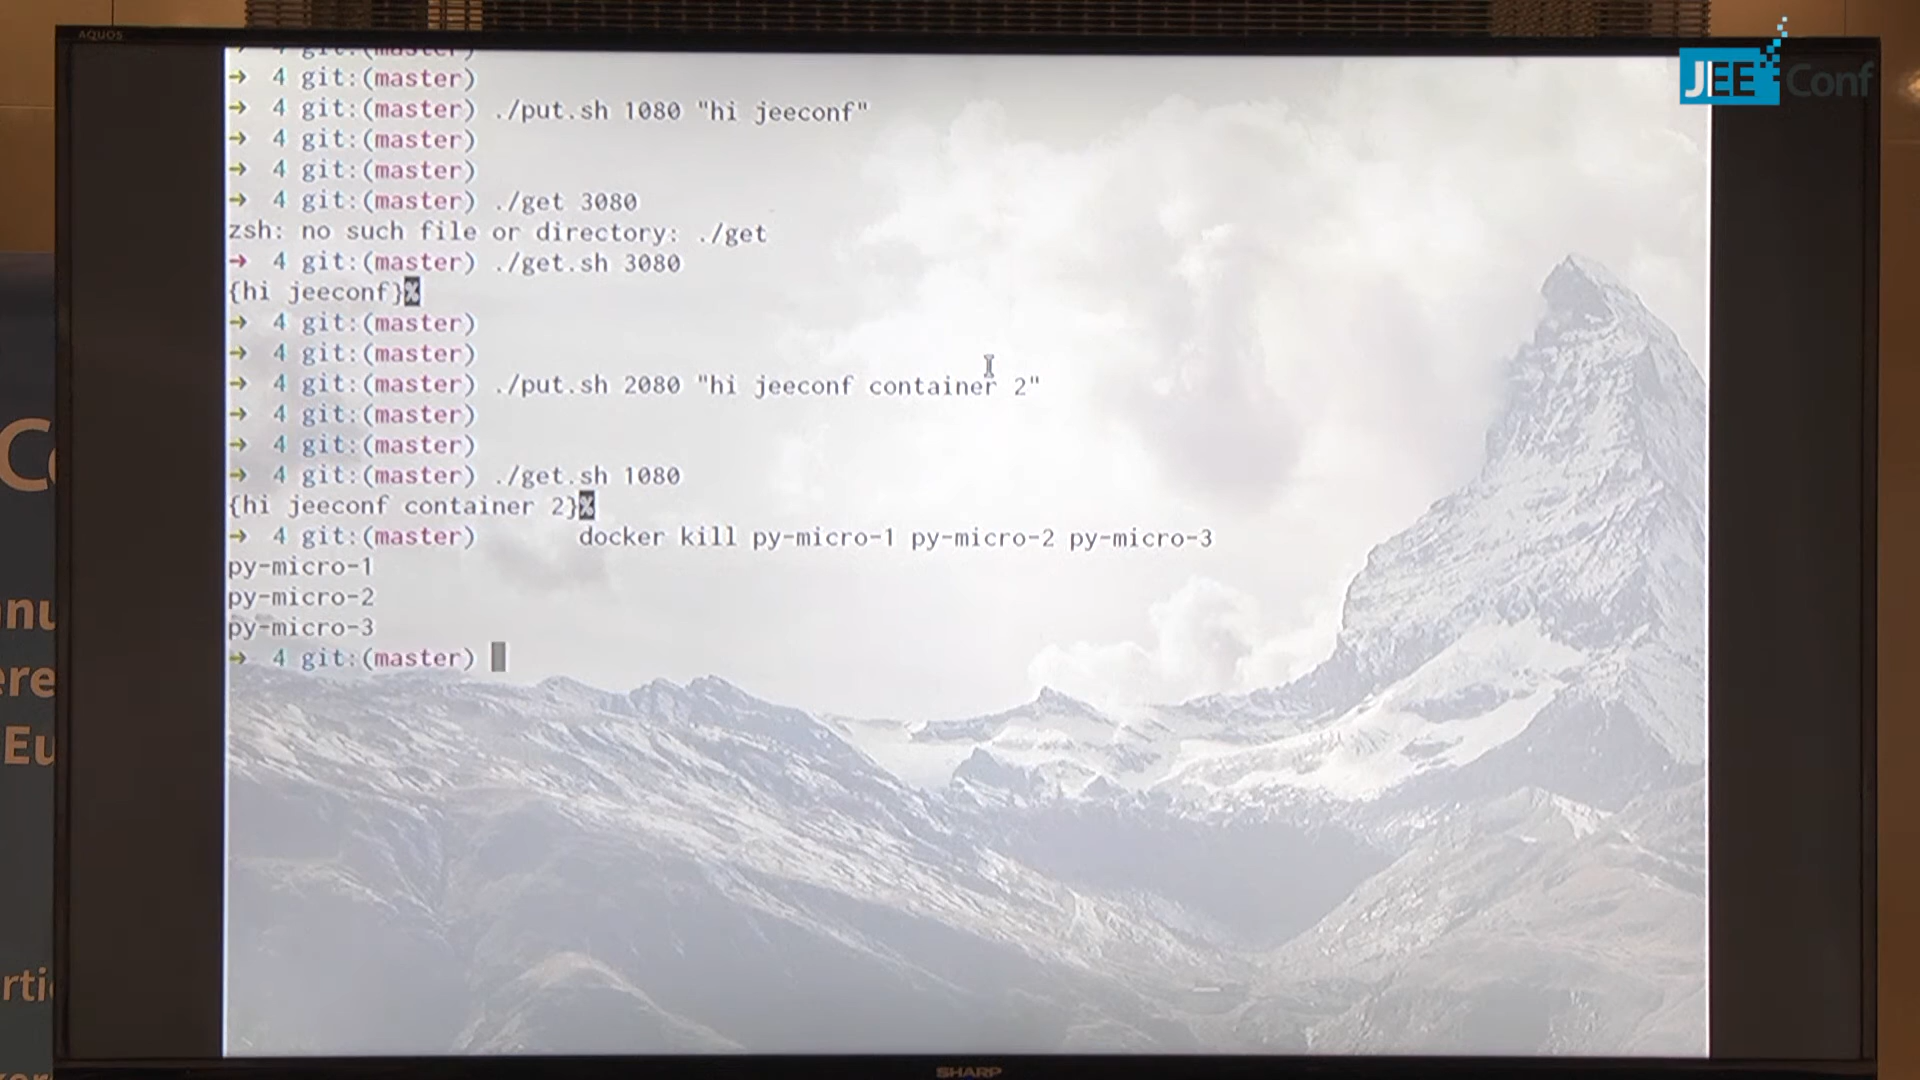 AQUOS
JEE Conf
➜ 4 git:(master)
➜ 4 git:(master)
➜ 4 git:(master) ./put.sh 1080 "hi jeeconf"
➜ 4 git:(master)
➜ 4 git:(master)
➜ 4 git:(master) ./get 3080
zsh: no such file or directory: ./get
➜ 4 git:(master) ./get.sh 3080
{hi jeeconf}%
➜ 4 git:(master)
➜ 4 git:(master)
➜ 4 git:(master) ./put.sh 2080 "hi jeeconf container 2"
➜ 4 git:(master)
➜ 4 git:(master)
➜ 4 git:(master) ./get.sh 1080
{hi jeeconf container 2}%
➜ 4 git:(master) docker kill py-micro-1 py-micro-2 py-micro-3
py-micro-1
py-micro-2
py-micro-3
➜ 4 git:(master)
SHARP